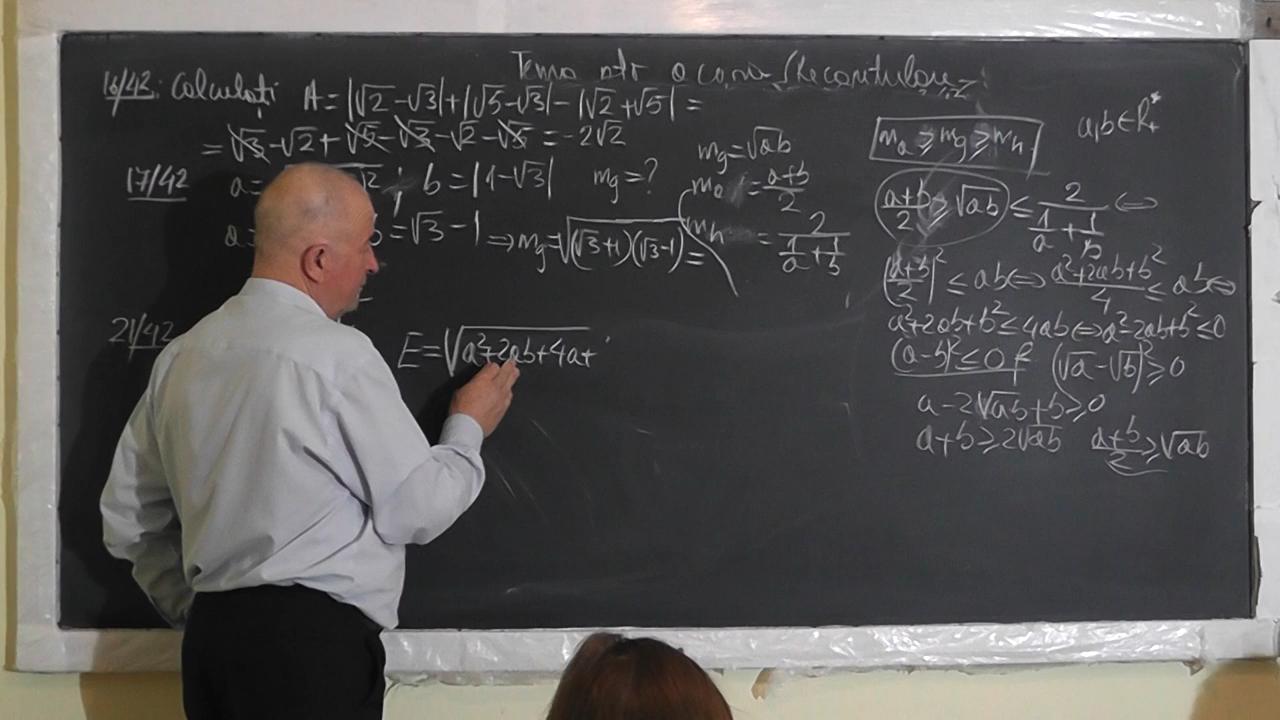 Tema ptr a
16/42: Calculați A = |√2 − √3| + |√5 − √3| − |√2 + √5| =
= √3 − √2 + √5 − √3 − √2 − √5 = −2√2
17/42 a = √2 ; b = |1 − √3| mg = ?
a = = √3 − 1 ⇒ mg = √(√3+1)(√3−1) =
21/42 E = √a²+2ab+4a+
mg = √ab
ma = a+b/2
mh = 2/(1/a + 1/b)
ma ≥ mg ≥ mh a,b ∈ R*₊
a+b/2 ≥ √ab ≤ 2/(1/a + 1/b) ⇔
(a+b/2)² ≤ ab ⇔ a²+2ab+b²/4 ≤ ab ⇔
a²+2ab+b² ≤ 4ab ⇔ a²−2ab+b² ≤ 0
(a−b)² ≤ 0 f (√a − √b)² ≥ 0
a − 2√ab + b ≥ 0
a+b ≥ 2√ab a+b/2 ≥ √ab